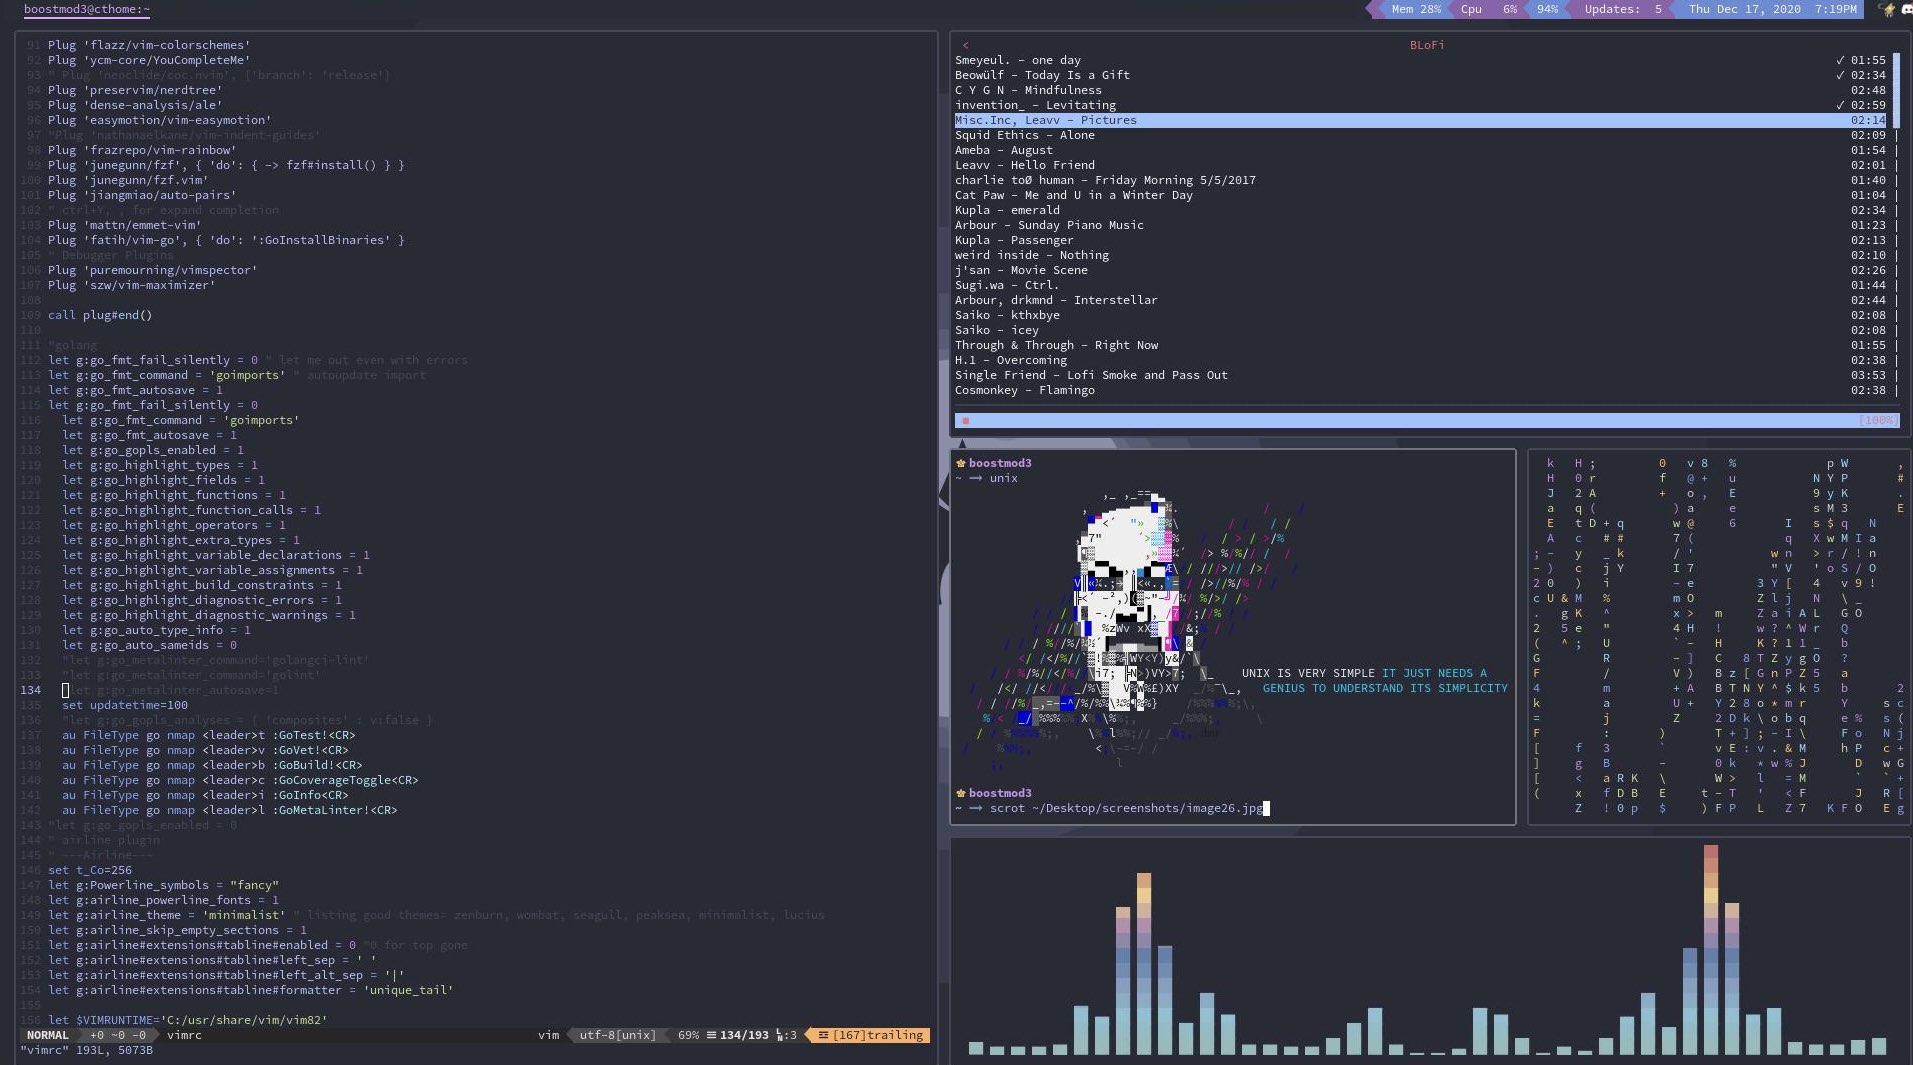 boostmod3@cthome:~
Mem 28% Cpu 6% 94% Updates: 5 Thu Dec 17, 2020 7:19PM
91 Plug 'flazz/vim-colorschemes'
92 Plug 'ycm-core/YouCompleteMe'
93 " Plug 'neoclide/coc.nvim', {'branch': 'release'}
94 Plug 'preservim/nerdtree'
95 Plug 'dense-analysis/ale'
96 Plug 'easymotion/vim-easymotion'
97 "Plug 'nathanaelkane/vim-indent-guides'
98 Plug 'frazrepo/vim-rainbow'
99 Plug 'junegunn/fzf', { 'do': { -> fzf#install() } }
100 Plug 'junegunn/fzf.vim'
101 Plug 'jiangmiao/auto-pairs'
102 " ctrl+Y, , for expand completion
103 Plug 'mattn/emmet-vim'
104 Plug 'fatih/vim-go', { 'do': ':GoInstallBinaries' }
105 " Debugger Plugins
106 Plug 'puremourning/vimspector'
107 Plug 'szw/vim-maximizer'
108
109 call plug#end()
110
111 "golang
112 let g:go_fmt_fail_silently = 0 " let me out even with errors
113 let g:go_fmt_command = 'goimports' " autoupdate import
114 let g:go_fmt_autosave = 1
115 let g:go_fmt_fail_silently = 0
116 let g:go_fmt_command = 'goimports'
117 let g:go_fmt_autosave = 1
118 let g:go_gopls_enabled = 1
119 let g:go_highlight_types = 1
120 let g:go_highlight_fields = 1
121 let g:go_highlight_functions = 1
122 let g:go_highlight_function_calls = 1
123 let g:go_highlight_operators = 1
124 let g:go_highlight_extra_types = 1
125 let g:go_highlight_variable_declarations = 1
126 let g:go_highlight_variable_assignments = 1
127 let g:go_highlight_build_constraints = 1
128 let g:go_highlight_diagnostic_errors = 1
129 let g:go_highlight_diagnostic_warnings = 1
130 let g:go_auto_type_info = 1
131 let g:go_auto_sameids = 0
132 "let g:go_metalinter_command='golangci-lint'
133 "let g:go_metalinter_command='golint'
134 let g:go_metalinter_autosave=1
135 set updatetime=100
136 "let g:go_gopls_analyses = { 'composites' : v:false }
137 au FileType go nmap <leader>t :GoTest!<CR>
138 au FileType go nmap <leader>v :GoVet!<CR>
139 au FileType go nmap <leader>b :GoBuild!<CR>
140 au FileType go nmap <leader>c :GoCoverageToggle<CR>
141 au FileType go nmap <leader>i :GoInfo<CR>
142 au FileType go nmap <leader>l :GoMetaLinter!<CR>
143 "let g:go_gopls_enabled = 0
144 " airline plugin
145 " ---Airline---
146 set t_Co=256
147 let g:Powerline_symbols = "fancy"
148 let g:airline_powerline_fonts = 1
149 let g:airline_theme = 'minimalist' " listing good themes= zenburn, wombat, seagull, peaksea, minimalist, lucius
150 let g:airline_skip_empty_sections = 1
151 let g:airline#extensions#tabline#enabled = 0 "0 for top gone
152 let g:airline#extensions#tabline#left_sep = ' '
153 let g:airline#extensions#tabline#left_alt_sep = '|'
154 let g:airline#extensions#tabline#formatter = 'unique_tail'
155
156 let $VIMRUNTIME='C:/usr/share/vim/vim82'
NORMAL +0 ~0 -0 vimrc vim utf-8[unix] 69% 134/193 :3 [167]trailing
"vimrc" 193L, 5073B
< BLoFi
Smeyeul. - one day ✓ 01:55
Beowülf - Today Is a Gift ✓ 02:34
C Y G N - Mindfulness 02:48
invention_ - Levitating ✓ 02:59
Misc.Inc, Leavv - Pictures 02:14
Squid Ethics - Alone 02:09
Ameba - August 01:54
Leavv - Hello Friend 02:01
charlie toØ human - Friday Morning 5/5/2017 01:40
Cat Paw - Me and U in a Winter Day 01:04
Kupla - emerald 02:34
Arbour - Sunday Piano Music 01:23
Kupla - Passenger 02:13
weird inside - Nothing 02:10
j'san - Movie Scene 02:26
Sugi.wa - Ctrl. 01:44
Arbour, drkmnd - Interstellar 02:44
Saiko - kthxbye 02:08
Saiko - icey 02:08
Through & Through - Right Now 01:55
H.1 - Overcoming 02:38
Single Friend - Lofi Smoke and Pass Out 03:53
Cosmonkey - Flamingo 02:38
[100%]
boostmod3
~ → unix
UNIX IS VERY SIMPLE IT JUST NEEDS A
GENIUS TO UNDERSTAND ITS SIMPLICITY
boostmod3
~ → scrot ~/Desktop/screenshots/image26.jpg